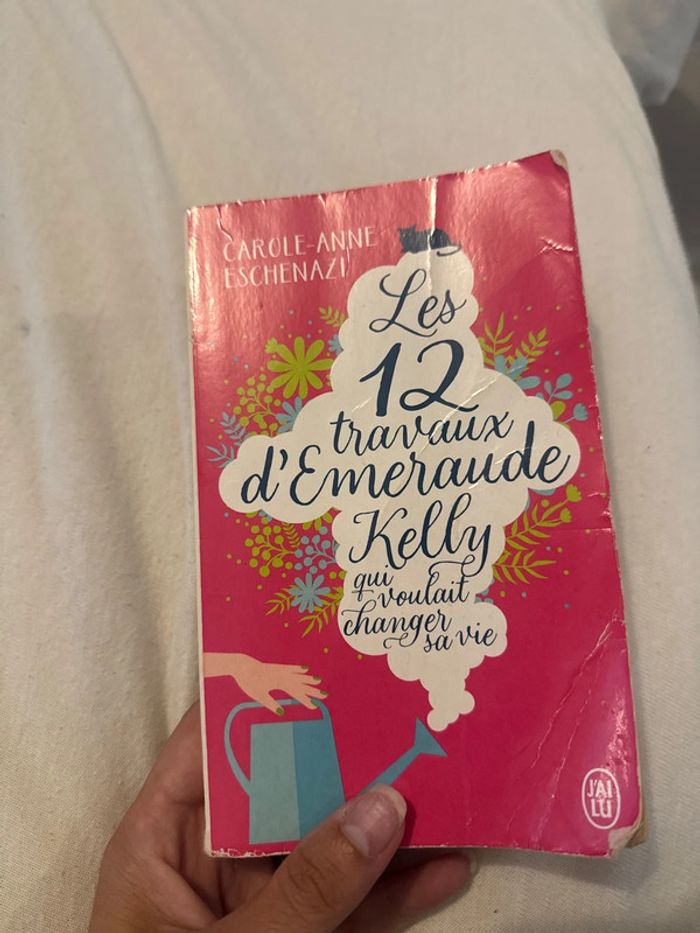 CAROLE-ANNE
ESCHENAZI
Les
12
travaux
d'Emeraude
Kelly
qui
voulait
changer
sa vie
J'AI
LU